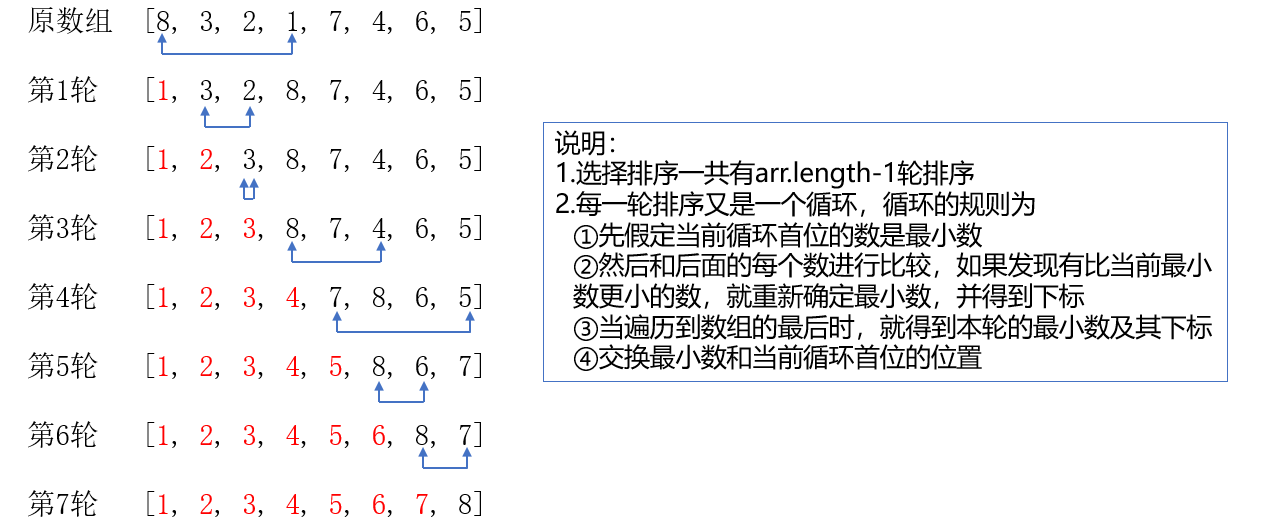 原数组 [8, 3, 2, 1, 7, 4, 6, 5]
第1轮 [1, 3, 2, 8, 7, 4, 6, 5]
第2轮 [1, 2, 3, 8, 7, 4, 6, 5]
第3轮 [1, 2, 3, 8, 7, 4, 6, 5]
第4轮 [1, 2, 3, 4, 7, 8, 6, 5]
第5轮 [1, 2, 3, 4, 5, 8, 6, 7]
第6轮 [1, 2, 3, 4, 5, 6, 8, 7]
第7轮 [1, 2, 3, 4, 5, 6, 7, 8]
说明:
1.选择排序一共有arr.length-1轮排序
2.每一轮排序又是一个循环，循环的规则为
①先假定当前循环首位的数是最小数
②然后和后面的每个数进行比较，如果发现有比当前最小
数更小的数，就重新确定最小数，并得到下标
③当遍历到数组的最后时，就得到本轮的最小数及其下标
④交换最小数和当前循环首位的位置